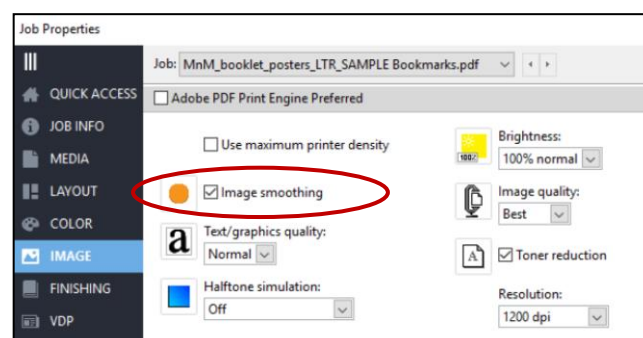 Job Properties
Job: MnM_booklet_posters_LTR_SAMPLE Bookmarks.pdf
QUICK ACCESS
JOB INFO
MEDIA
LAYOUT
COLOR
IMAGE
FINISHING
VDP
Adobe PDF Print Engine Preferred
Use maximum printer density
Image smoothing
a
Text/graphics quality:
Normal
Halftone simulation:
Off
100%
Brightness:
100% normal
Image quality:
Best
A
Toner reduction
Resolution:
1200 dpi